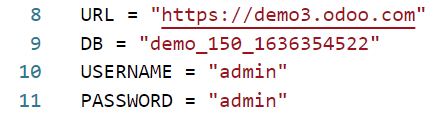 8 URL = "https://demo3.odoo.com"
9 DB = "demo_150_1636354522"
10 USERNAME = "admin"
11 PASSWORD = "admin"